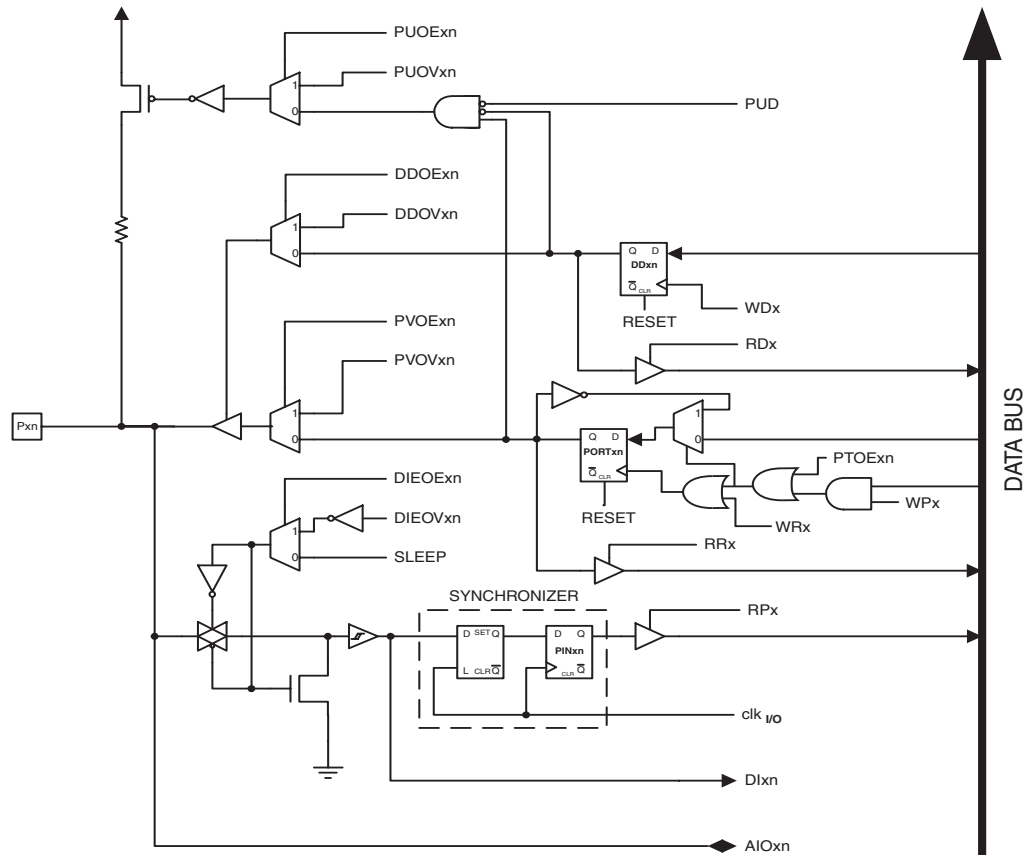 PUOExn
PUOVxn
1
0
PUD
DDOExn
DDOVxn
1
0
Q D
DDxn
Q CLR
RESET
WDx
PVOExn
RDx
PVOVxn
1
0
Pxn
1
0
Q D
PORTxn
Q CLR
RESET
PTOExn
WPx
WRx
DATA BUS
DIEOExn
DIEOVxn
1
0
SLEEP
RRx
SYNCHRONIZER
RPx
D SET Q
L CLR Q
D Q
PINxn
CLR Q
clk I/O
DIxn
AIOxn